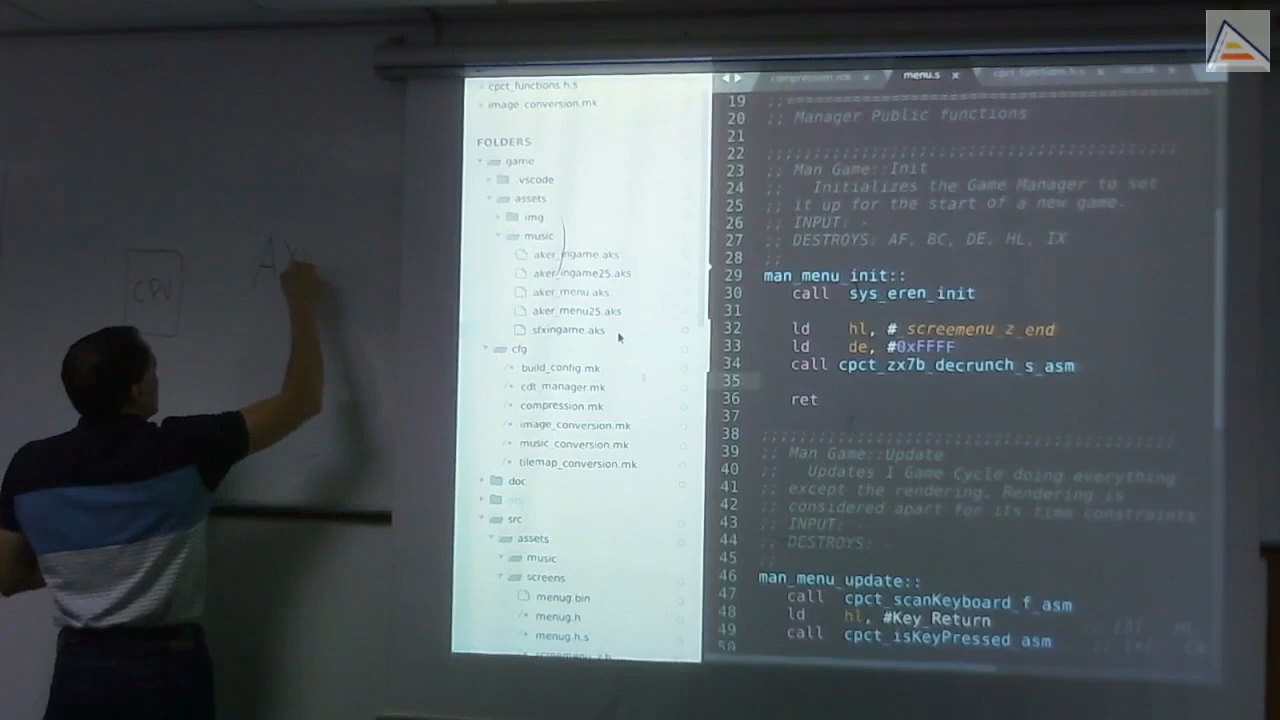 CPU
AY
cpct_functions.h.s
image_conversion.mk
FOLDERS
game
vscode
assets
img
music
aker_ingame.aks
aker_ingame25.aks
aker_menu.aks
aker_menu25.aks
sfxingame.aks
cfg
build_config.mk
cdt_manager.mk
compression.mk
image_conversion.mk
music_conversion.mk
tilemap_conversion.mk
doc
src
assets
music
screens
menug.bin
menug.h
menug.h.s
screemenu_z.h
compression.mk
menu.s
cpct_functions.h.s
19 ;;====================================
20 ;; Manager Public functions
21
22 ;;;;;;;;;;;;;;;;;;;;;;;;;;;;;;;;;;;;
23 ;; Man Game::Init
24 ;; Initializes the Game Manager to set
25 ;; it up for the start of a new game.
26 ;; INPUT: -
27 ;; DESTROYS: AF, BC, DE, HL, IX
28 ;;
29 man_menu_init::
30 call sys_eren_init
31
32 ld hl, #_screemenu_z_end
33 ld de, #0xFFFF
34 call cpct_zx7b_decrunch_s_asm
35
36 ret
37
38 ;;;;;;;;;;;;;;;;;;;;;;;;;;;;;;;;;;;;
39 ;; Man Game::Update
40 ;; Updates 1 Game Cycle doing everything
41 ;; except the rendering. Rendering is
42 ;; considered apart for its time constraints
43 ;; INPUT: -
44 ;; DESTROYS: -
45 ;;
46 man_menu_update::
47 call cpct_scanKeyboard_f_asm
48 ld hl, #Key_Return
49 call cpct_isKeyPressed_asm
50